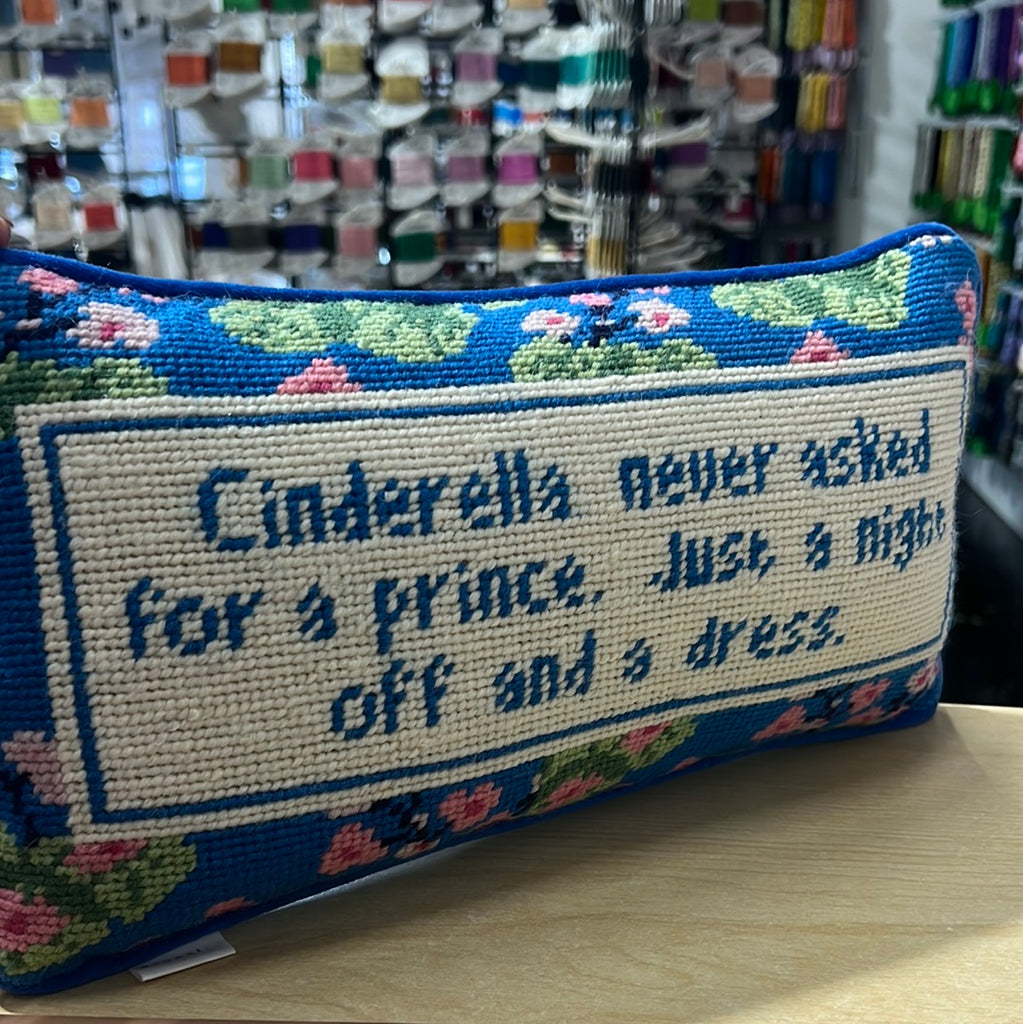 Cinderella never asked
for a prince. Just a night
off and a dress.